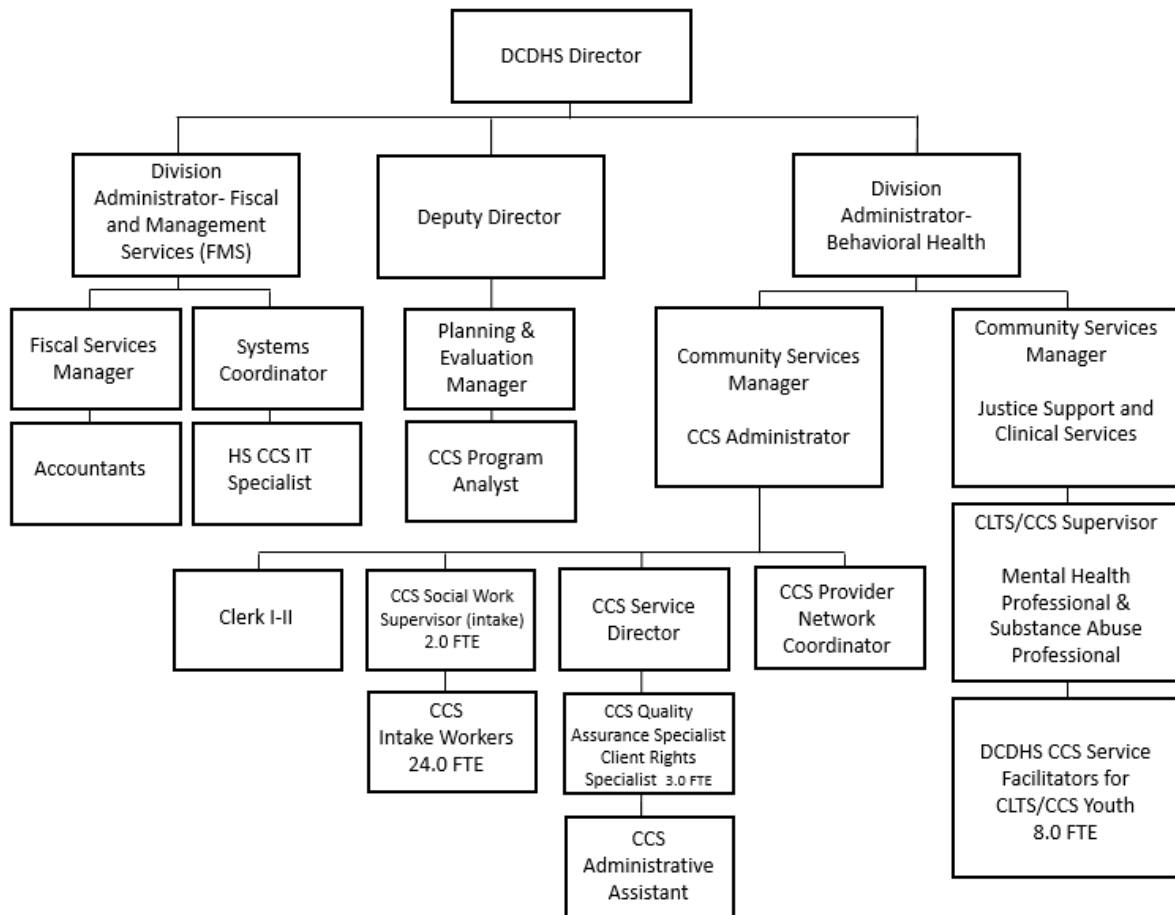 DCDHS Director
Division
Administrator- Fiscal
and Management
Services (FMS)
Deputy Director
Division
Administrator-
Behavioral Health
Fiscal Services
Manager
Systems
Coordinator
Planning &
Evaluation
Manager
Community Services
Manager
CCS Administrator
Community Services
Manager
Justice Support and
Clinical Services
Accountants
HS CCS IT
Specialist
CCS Program
Analyst
CLTS/CCS Supervisor
Mental Health
Professional &
Substance Abuse
Professional
Clerk I-II
CCS Social Work
Supervisor (intake)
2.0 FTE
CCS Service
Director
CCS Provider
Network
Coordinator
CCS
Intake Workers
24.0 FTE
CCS Quality
Assurance Specialist
Client Rights
Specialist 3.0 FTE
DCDHS CCS Service
Facilitators for
CLTS/CCS Youth
8.0 FTE
CCS
Administrative
Assistant